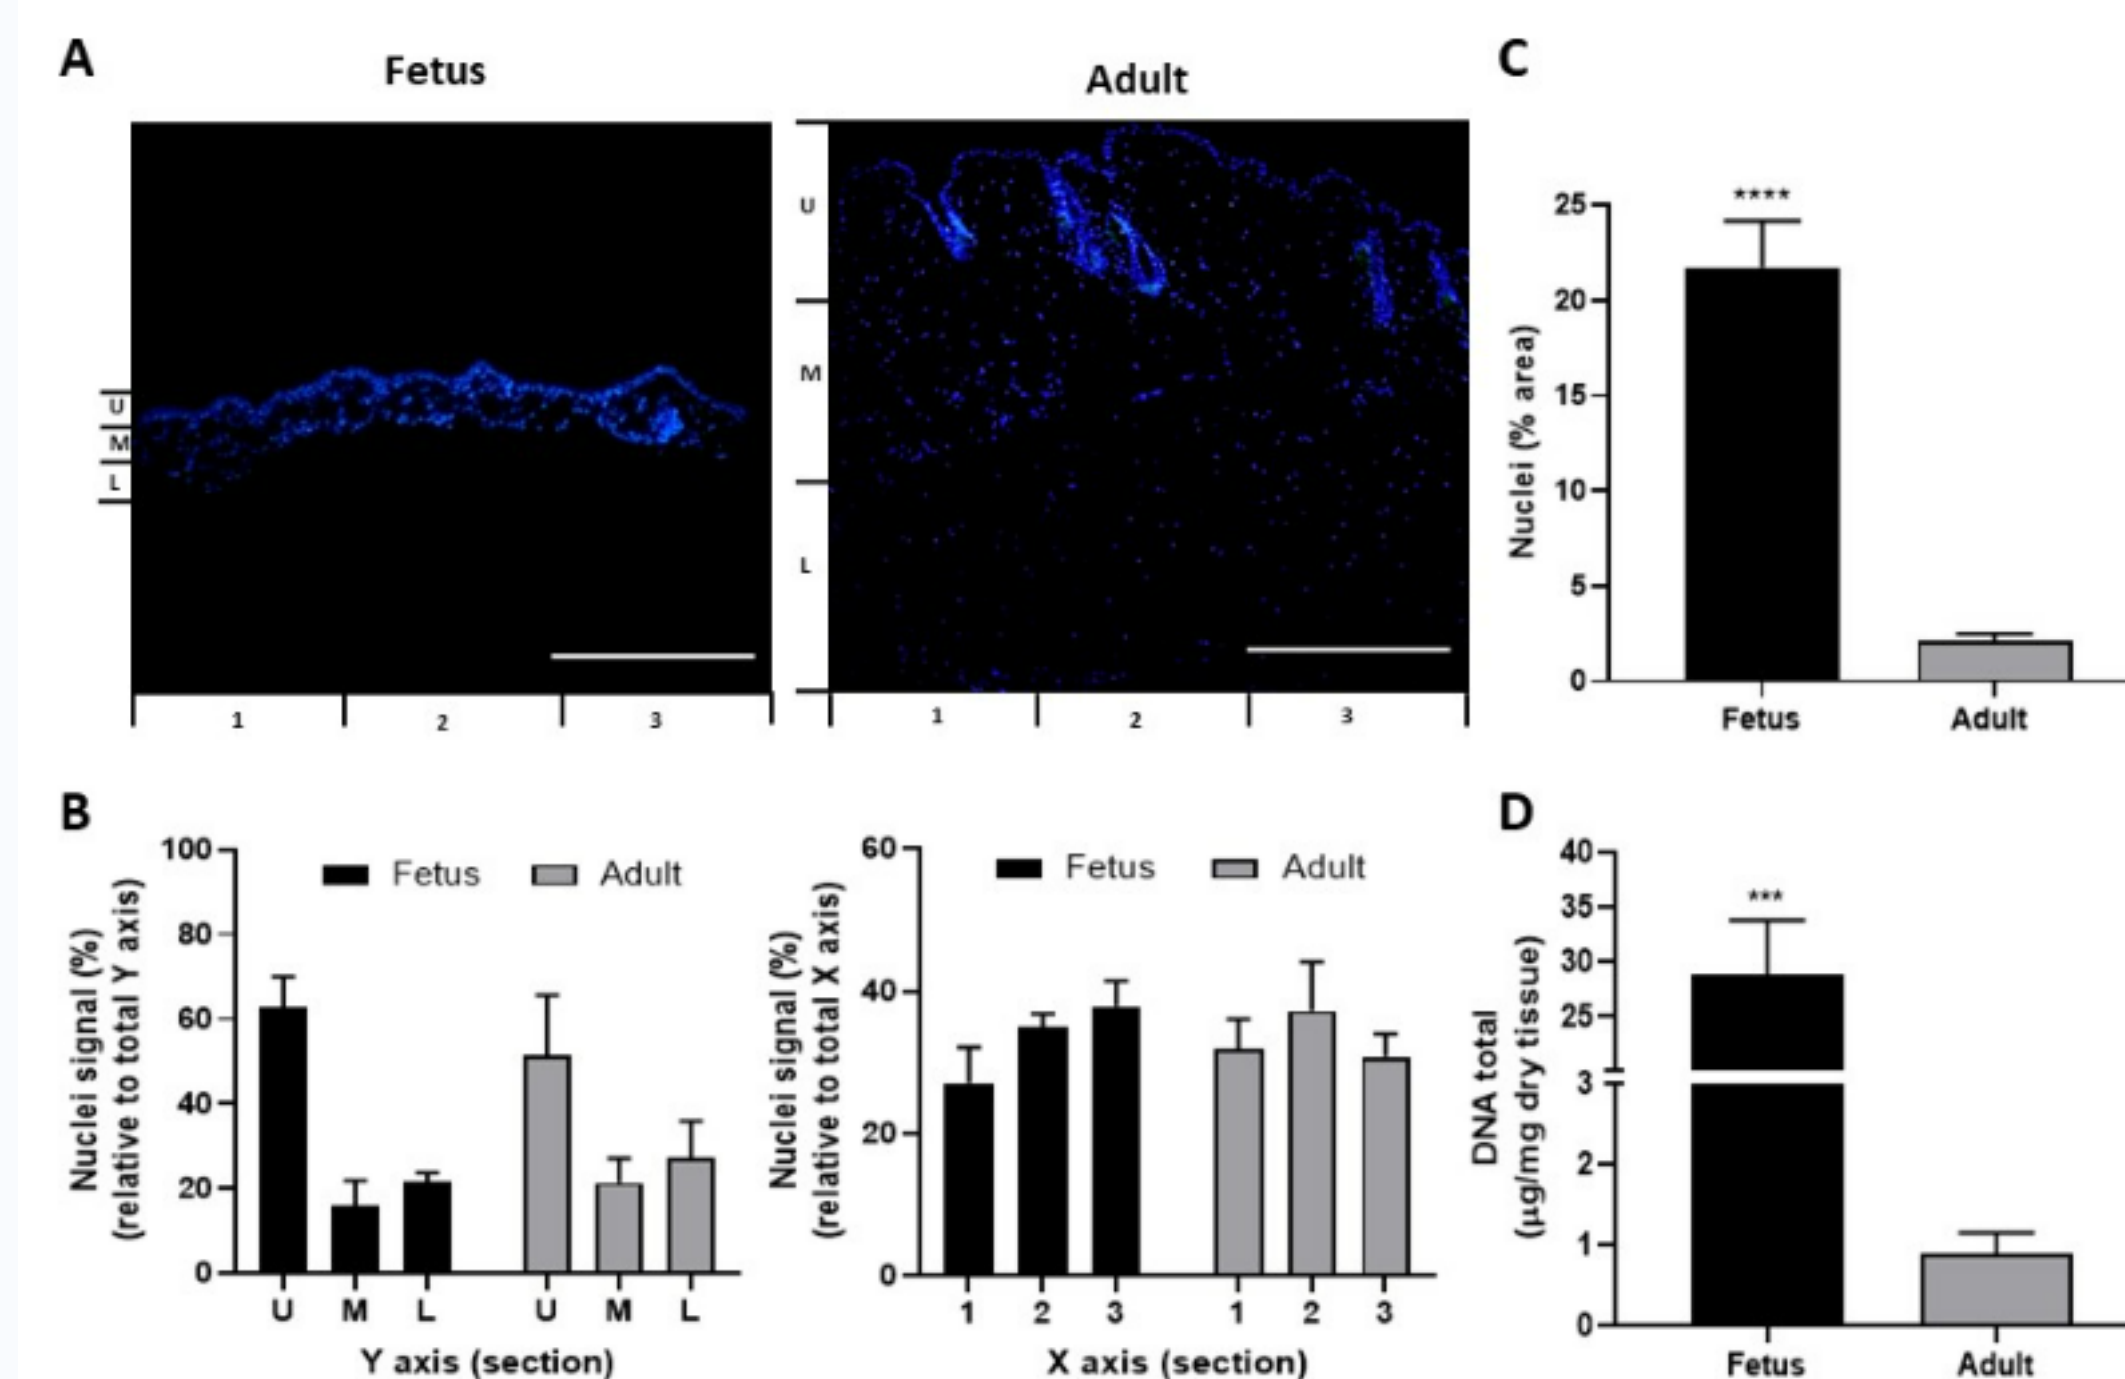 A
Fetus
Adult
U
M
L
1
2
3
U
M
L
1
2
3
C
Nuclei (% area)
25
20
15
10
5
0
****
Fetus
Adult
B
Nuclei signal (%)
(relative to total Y axis)
100
80
60
40
20
0
Fetus
Adult
U
M
L
U
M
L
Y axis (section)
Nuclei signal (%)
(relative to total X axis)
60
40
20
0
Fetus
Adult
1
2
3
1
2
3
X axis (section)
D
DNA total
(µg/mg dry tissue)
40
35
30
25
3
2
1
0
***
Fetus
Adult